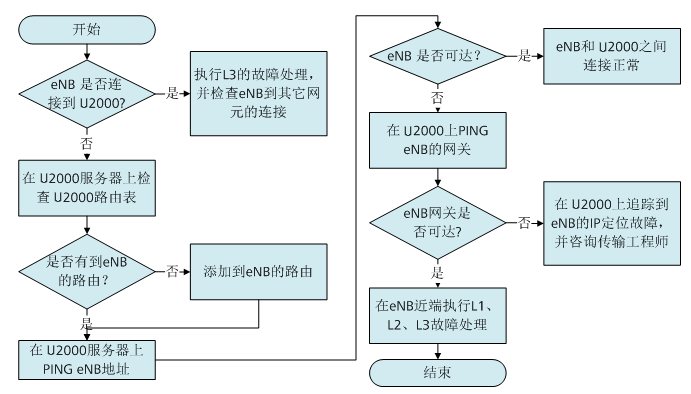 开始
eNB 是否连
接到 U2000?
是
执行L3的故障处理，
并检查eNB到其它网
元的连接
否
在 U2000服务器上检
查 U2000路由表
是否有到eNB
的路由？
否
添加到eNB的路由
是
在 U2000服务器上
PING eNB地址
eNB 是否可达？
是
eNB和 U2000之间
连接正常
否
在 U2000上PING
eNB的网关
eNB网关是
否可达?
否
在 U2000上追踪到
eNB的IP定位故障，
并咨询传输工程师
是
在eNB近端执行L1、
L2、L3故障处理
结束